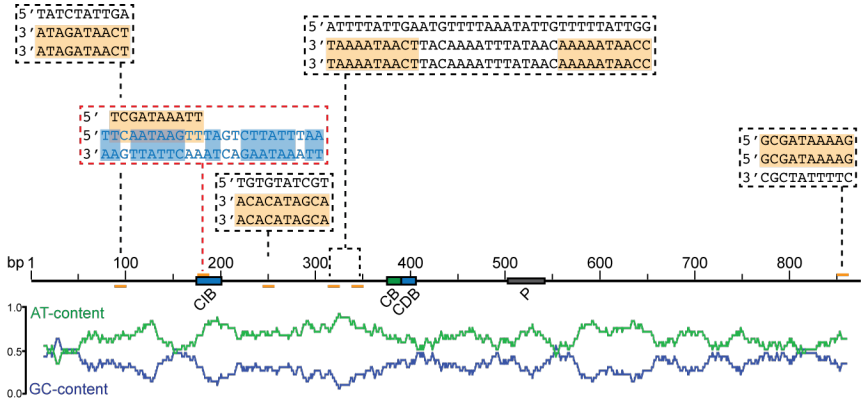 5'TATCTATTGA
3'ATAGATAACT
3'ATAGATAACT
5'ATTTTATTGAATGTTTTAAATATTGTTTTTATTGG
3'TAAAATAACTTACAAAATTTATAACAAAAATAACC
3'TAAAATAACTTACAAAATTTATAACAAAAATAACC
5' TCGATAAATT
5'TTCAATAAGTTTAGTCTTATTTAA
3'AAGTTATTCAAATCAGAATAAATT
5'GCGATAAAAG
5'GCGATAAAAG
3'CGCTATTTTC
5'TGTGTATCGT
3'ACACATAGCA
3'ACACATAGCA
bp 1 100 200 300 400 500 600 700 800
CIB CB CDB P
1.0
AT-content
0.5
GC-content
0.0